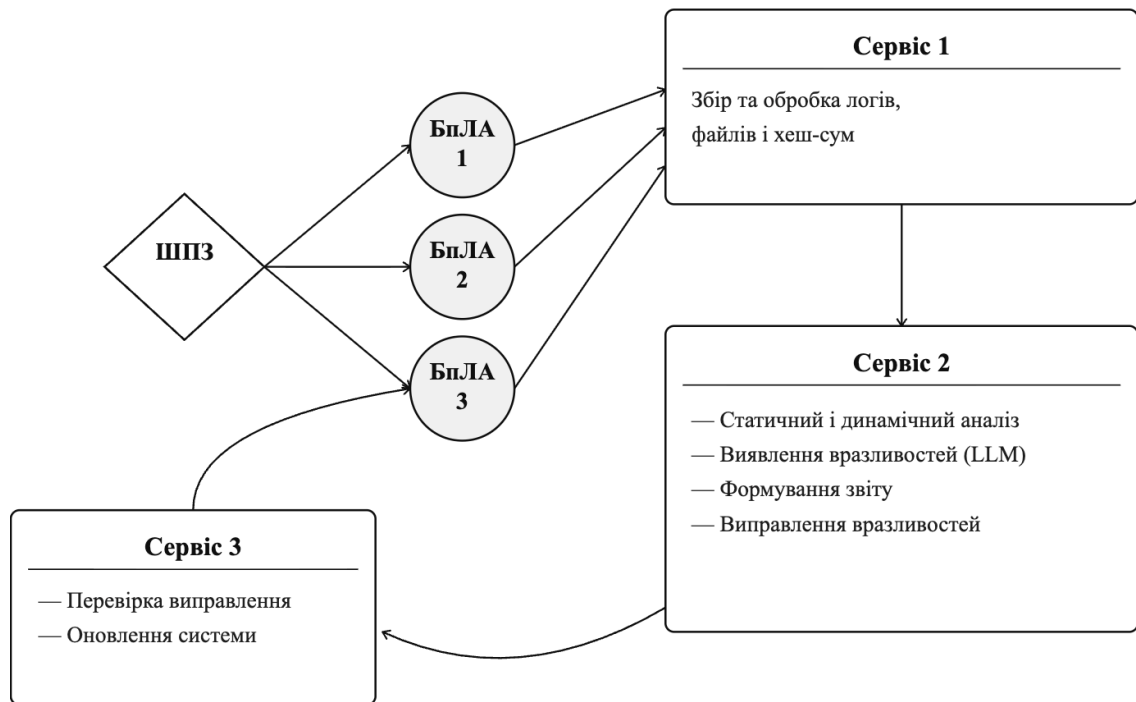 Сервіс 1
Збір та обробка логів,
файлів і хеш-сум
БпЛА
1
ШПЗ
БпЛА
2
БпЛА
3
Сервіс 2
— Статичний і динамічний аналіз
— Виявлення вразливостей (LLM)
— Формування звіту
— Виправлення вразливостей
Сервіс 3
— Перевірка виправлення
— Оновлення системи